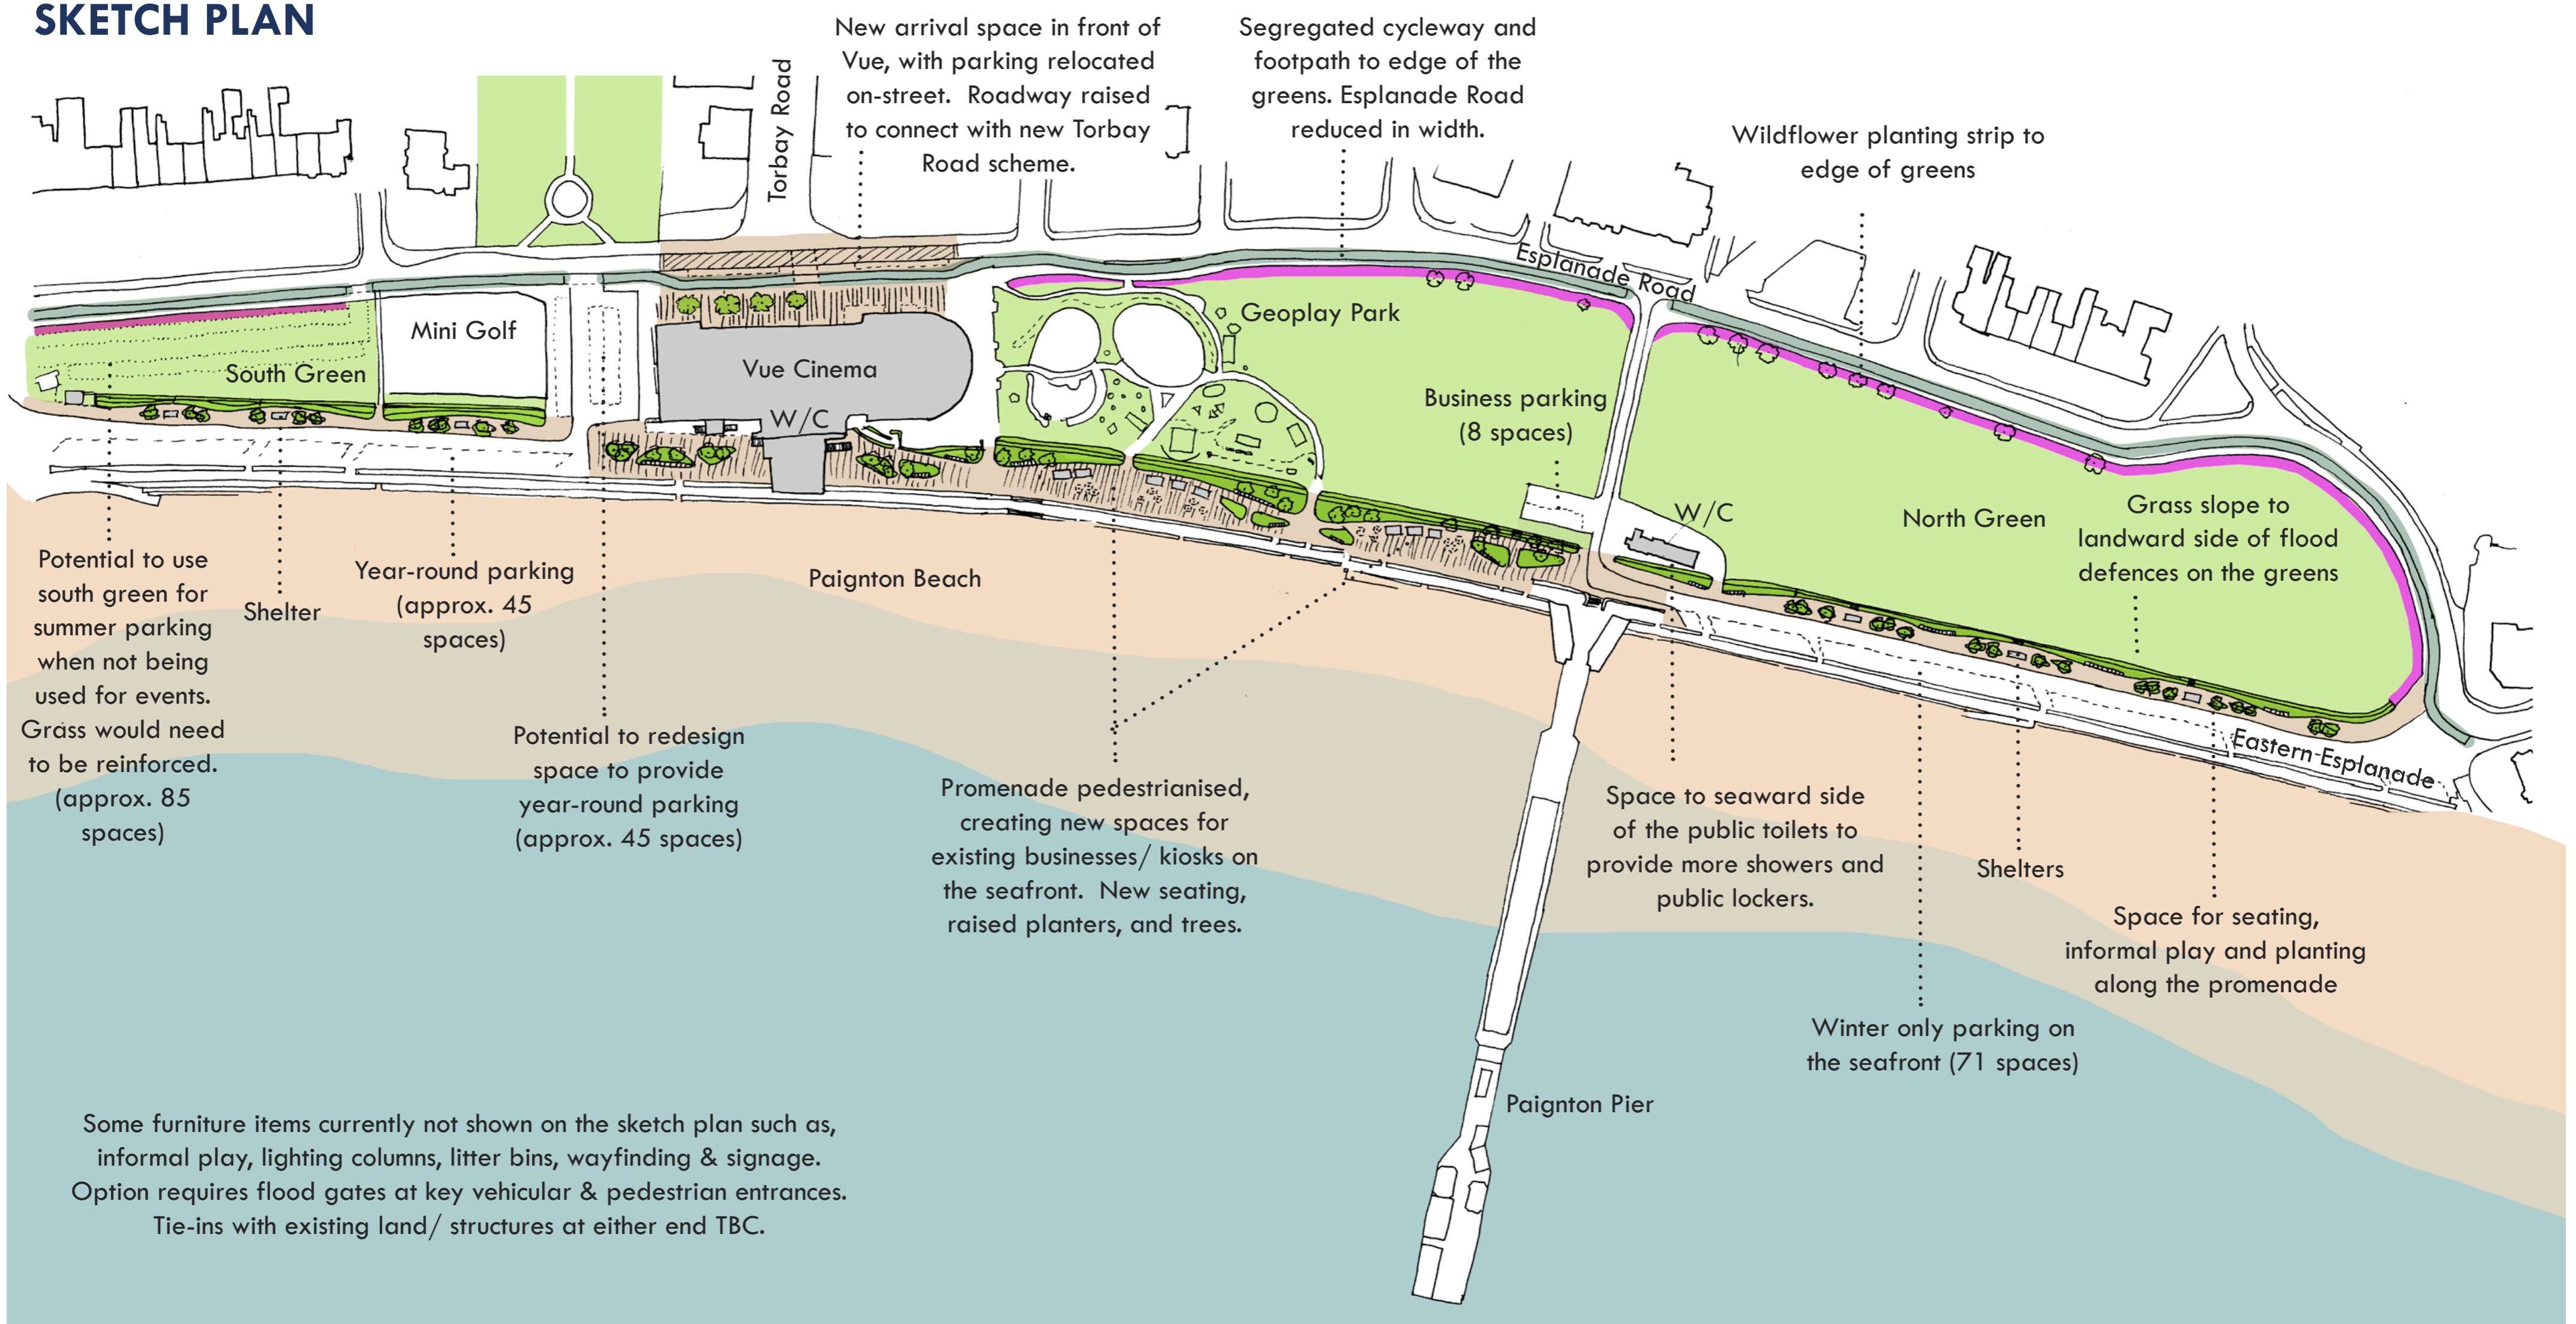 SKETCH PLAN
New arrival space in front of
Vue, with parking relocated
on-street. Roadway raised
to connect with new Torbay
Road scheme.
Segregated cycleway and
footpath to edge of the
greens. Esplanade Road
reduced in width.
Wildflower planting strip to
edge of greens
Torbay Road
Esplanade Road
Mini Golf
South Green
Vue Cinema
W/C
Geoplay Park
Business parking
(8 spaces)
W/C
North Green
Grass slope to
landward side of flood
defences on the greens
Eastern Esplanade
Paignton Beach
Potential to use
south green for
summer parking
when not being
used for events.
Grass would need
to be reinforced.
(approx. 85
spaces)
Shelter
Year-round parking
(approx. 45
spaces)
Potential to redesign
space to provide
year-round parking
(approx. 45 spaces)
Promenade pedestrianised,
creating new spaces for
existing businesses/ kiosks on
the seafront. New seating,
raised planters, and trees.
Space to seaward side
of the public toilets to
provide more showers and
public lockers.
Shelters
Space for seating,
informal play and planting
along the promenade
Winter only parking on
the seafront (71 spaces)
Paignton Pier
Some furniture items currently not shown on the sketch plan such as,
informal play, lighting columns, litter bins, wayfinding & signage.
Option requires flood gates at key vehicular & pedestrian entrances.
Tie-ins with existing land/ structures at either end TBC.